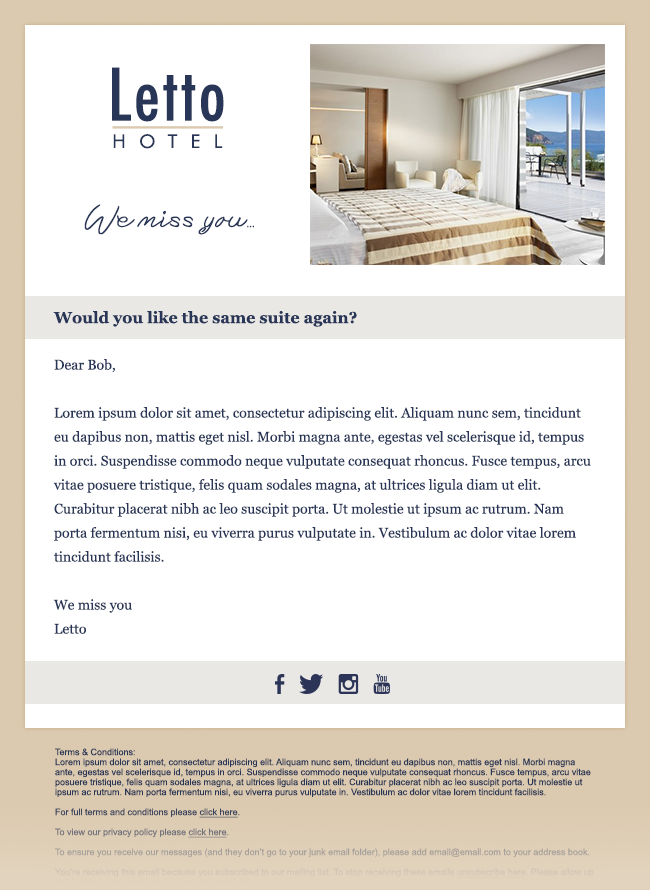 Letto
HOTEL
We miss you...
Would you like the same suite again?
Dear Bob,
Lorem ipsum dolor sit amet, consectetur adipiscing elit. Aliquam nunc sem, tincidunt
eu dapibus non, mattis eget nisl. Morbi magna ante, egestas vel scelerisque id, tempus
in orci. Suspendisse commodo neque vulputate consequat rhoncus. Fusce tempus, arcu
vitae posuere tristique, felis quam sodales magna, at ultrices ligula diam ut elit.
Curabitur placerat nibh ac leo suscipit porta. Ut molestie ut ipsum ac rutrum. Nam
porta fermentum nisi, eu viverra purus vulputate in. Vestibulum ac dolor vitae lorem
tincidunt facilisis.
We miss you
Letto
You
Tube
Terms & Conditions:
Lorem ipsum dolor sit amet, consectetur adipiscing elit. Aliquam nunc sem, tincidunt eu dapibus non, mattis eget nisl. Morbi magna
ante, egestas vel scelerisque id, tempus in orci. Suspendisse commodo neque vulputate consequat rhoncus. Fusce tempus, arcu vitae
posuere tristique, felis quam sodales magna, at ultrices ligula diam ut elit. Curabitur placerat nibh ac leo suscipit porta. Ut molestie ut
ipsum ac rutrum. Nam porta fermentum nisi, eu viverra purus vulputate in. Vestibulum ac dolor vitae lorem tincidunt facilisis.
For full terms and conditions please click here.
To view our privacy policy please click here.
To ensure you receive our messages (and they don't go to your junk email folder), please add email@email.com to your address book.
You're receiving this email because you subscribed to our mailing list. To stop receiving these emails unsubscribe here. Please allow up